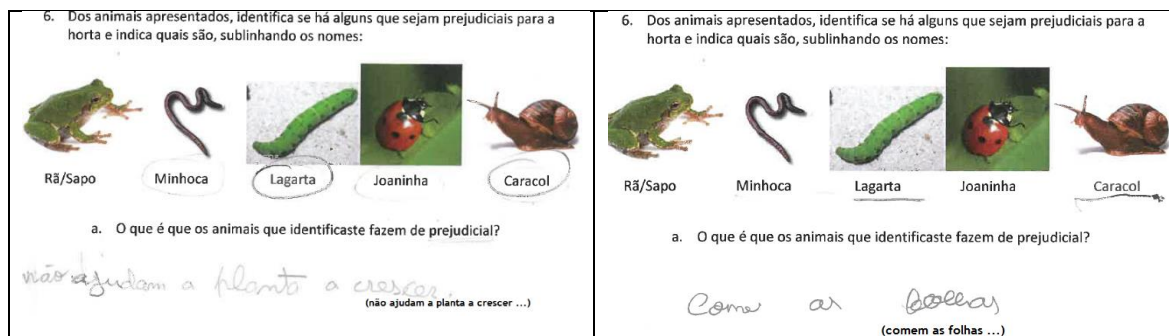 6. Dos animais apresentados, identifica se há alguns que sejam prejudiciais para a
horta e indica quais são, sublinhando os nomes:
Rã/Sapo Minhoca Lagarta Joaninha Caracol
a. O que é que os animais que identificaste fazem de prejudicial?
não ajudam a planta a crescer.
(não ajudam a planta a crescer ...)
6. Dos animais apresentados, identifica se há alguns que sejam prejudiciais para a
horta e indica quais são, sublinhando os nomes:
Rã/Sapo Minhoca Lagarta Joaninha Caracol
a. O que é que os animais que identificaste fazem de prejudicial?
Come as folhas
(comem as folhas ...)